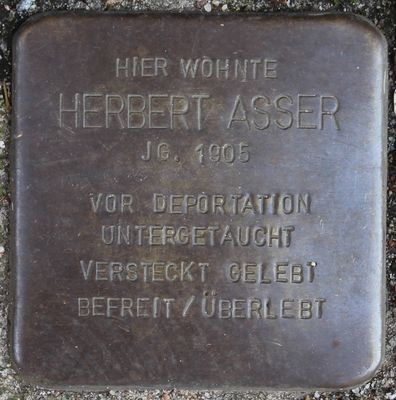 HIER WOHNTE
HERBERT ASSER
JG. 1905
VOR DEPORTATION
UNTERGETAUCHT
VERSTECKT GELEBT
BEFREIT/ÜBERLEBT